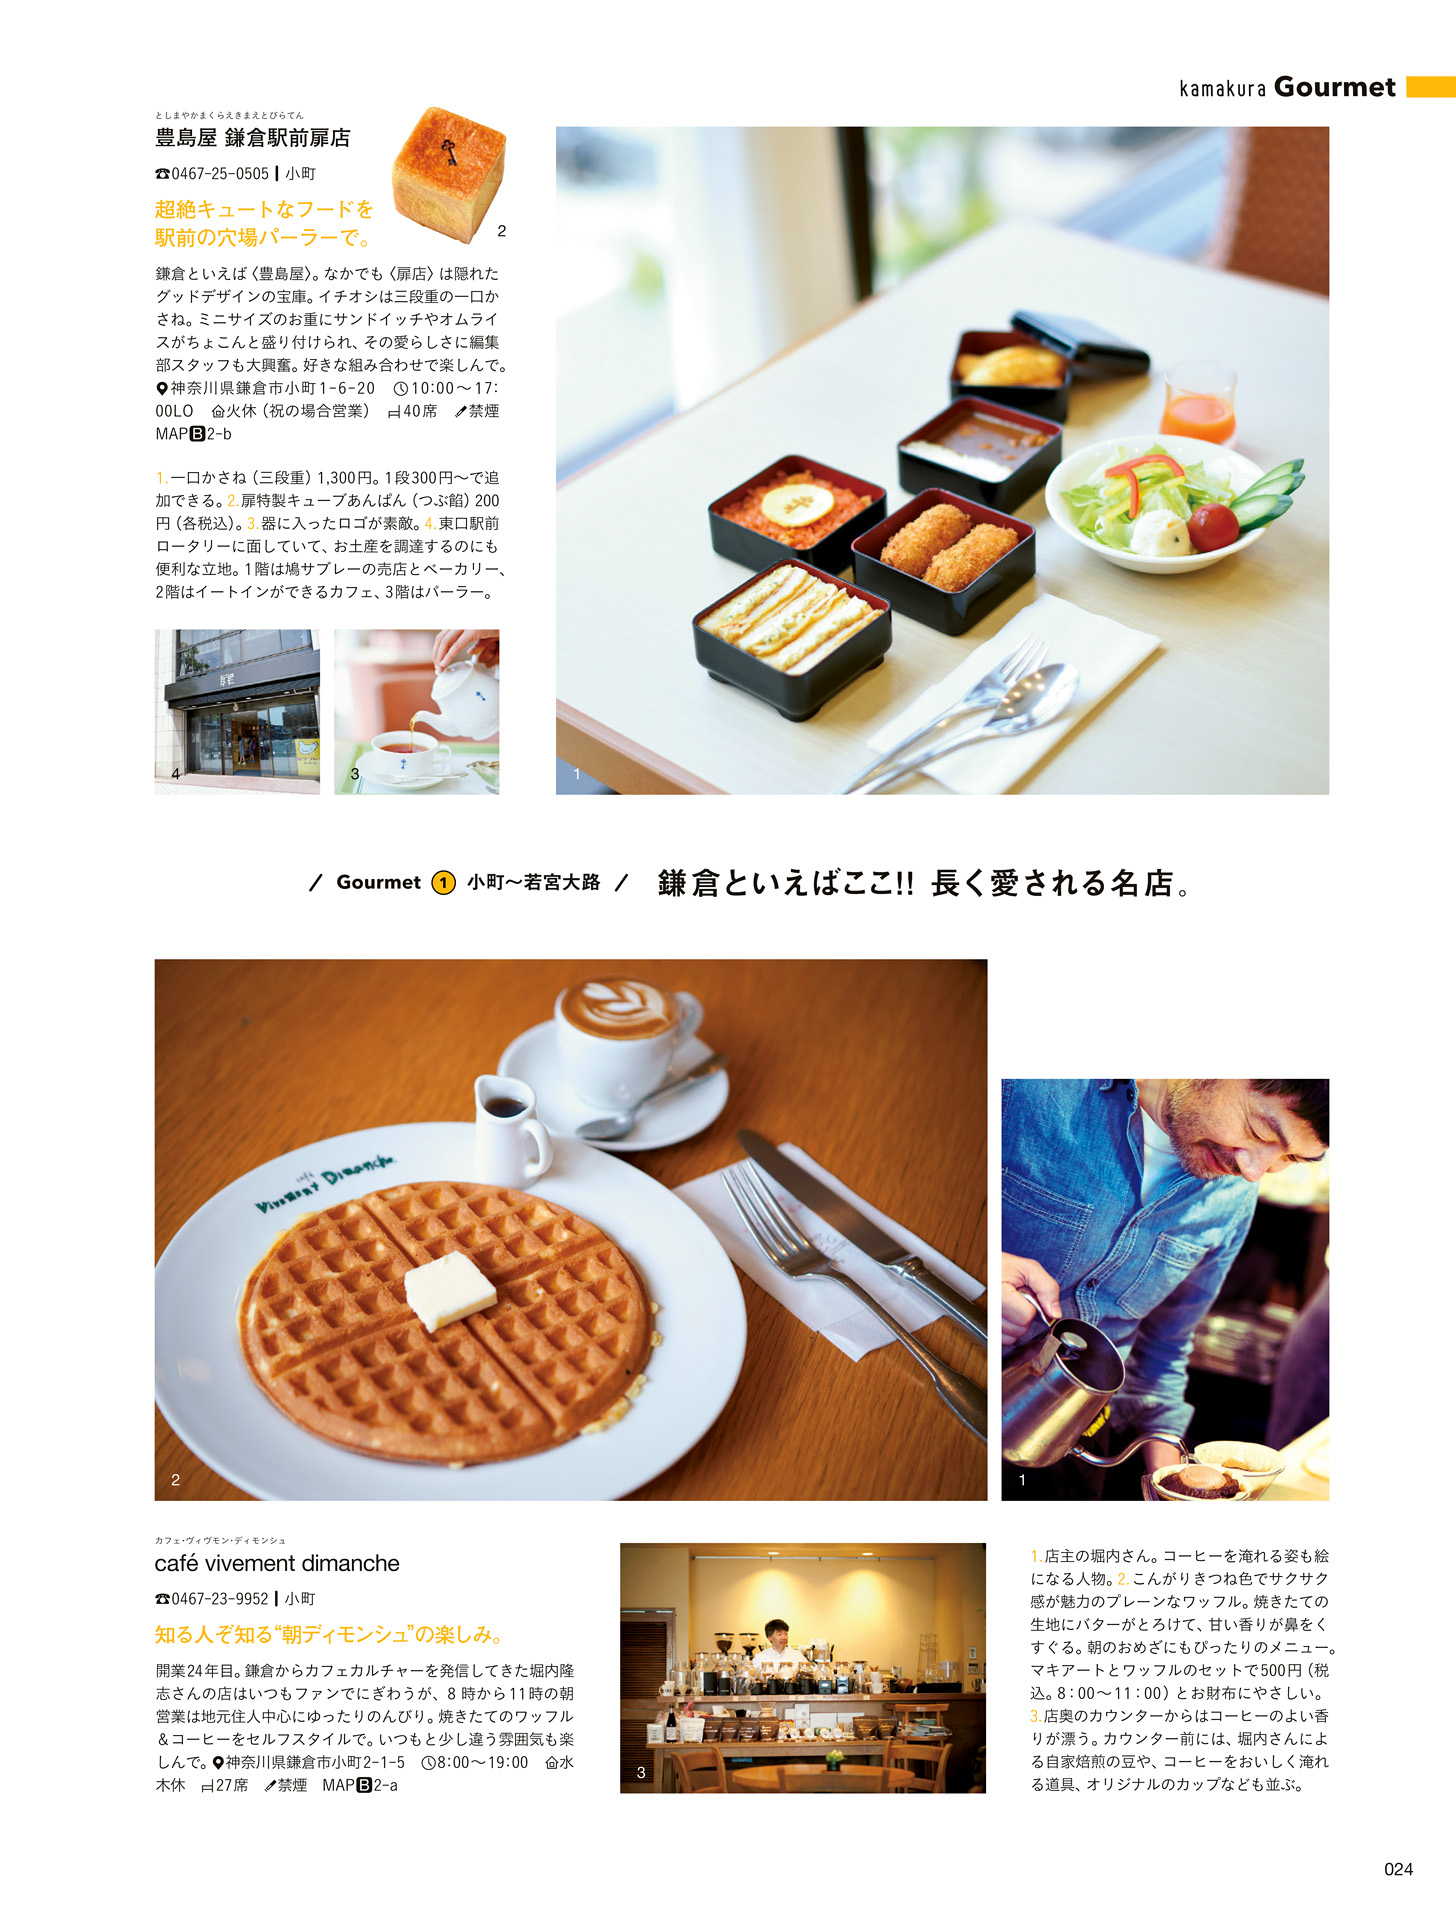 kamakura Gourmet
としまやかまくらえきまえとびらてん
豊島屋 鎌倉駅前扉店
☎0467-25-0505┃小町
超絶キュートなフードを
駅前の穴場パーラーで。
2
鎌倉といえば〈豊島屋〉。なかでも〈扉店〉は隠れた
グッドデザインの宝庫。イチオシは三段重の一口か
さね。ミニサイズのお重にサンドイッチやオムライ
スがちょこんと盛り付けられ、その愛らしさに編集
部スタッフも大興奮。好きな組み合わせで楽しんで。
神奈川県鎌倉市小町1-6-20 10:00〜17:
00LO 火休（祝の場合営業） 40席 禁煙
MAP B 2-b
1.一口かさね（三段重）1,300円。1段300円〜で追
加できる。2.扉特製キューブあんぱん（つぶ餡）200
円（各税込）。3.器に入ったロゴが素敵。4.東口駅前
ロータリーに面していて、お土産を調達するのにも
便利な立地。1階は鳩サブレーの売店とベーカリー、
2階はイートインができるカフェ、3階はパーラー。
4
3
1
/ Gourmet 1 小町〜若宮大路 / 鎌倉といえばここ!! 長く愛される名店。
café
Vivement Dimanche
2
1
カフェ・ヴィヴモン・ディモンシュ
café vivement dimanche
☎0467-23-9952┃小町
知る人ぞ知る“朝ディモンシュ”の楽しみ。
開業24年目。鎌倉からカフェカルチャーを発信してきた堀内隆
志さんの店はいつもファンでにぎわうが、8時から11時の朝
営業は地元住人中心にゆったりのんびり。焼きたてのワッフル
＆コーヒーをセルフスタイルで。いつもと少し違う雰囲気も楽
しんで。神奈川県鎌倉市小町2-1-5 8:00〜19:00 水
木休 27席 禁煙 MAP B 2-a
3
1.店主の堀内さん。コーヒーを淹れる姿も絵
になる人物。2.こんがりきつね色でサクサク
感が魅力のプレーンなワッフル。焼きたての
生地にバターがとろけて、甘い香りが鼻をく
すぐる。朝のおめざにもぴったりのメニュー。
マキアートとワッフルのセットで500円（税
込。8：00〜11：00）とお財布にやさしい。
3.店奥のカウンターからはコーヒーのよい香
りが漂う。カウンター前には、堀内さんによ
る自家焙煎の豆や、コーヒーをおいしく淹れ
る道具、オリジナルのカップなども並ぶ。
024